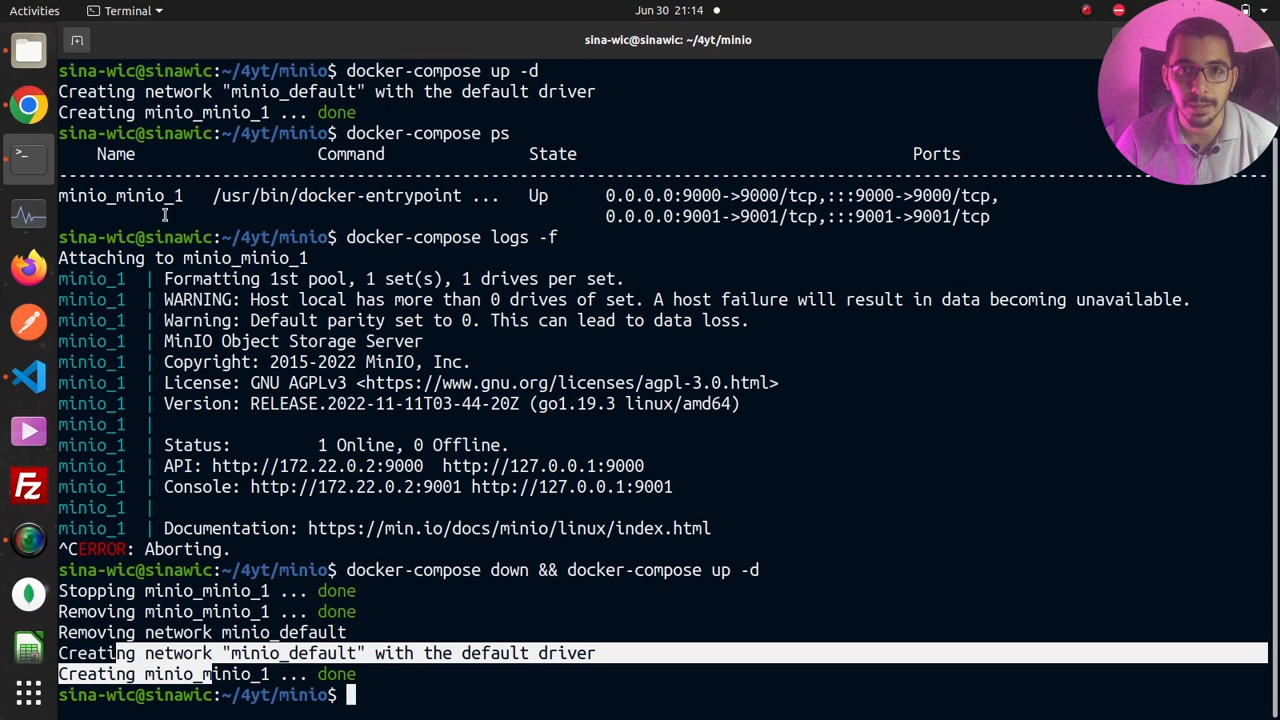 Activities
Terminal
Jun 30 21:14
sina-wic@sinawic: ~/4yt/minio
sina-wic@sinawic:~/4yt/minio$ docker-compose up -d
Creating network "minio_default" with the default driver
Creating minio_minio_1 ... done
sina-wic@sinawic:~/4yt/minio$ docker-compose ps
Name Command State Ports
---------------------------------------------------------------------------------------------------------------
minio_minio_1 /usr/bin/docker-entrypoint ... Up 0.0.0.0:9000->9000/tcp,:::9000->9000/tcp,
0.0.0.0:9001->9001/tcp,:::9001->9001/tcp
sina-wic@sinawic:~/4yt/minio$ docker-compose logs -f
Attaching to minio_minio_1
minio_1 | Formatting 1st pool, 1 set(s), 1 drives per set.
minio_1 | WARNING: Host local has more than 0 drives of set. A host failure will result in data becoming unavailable.
minio_1 | Warning: Default parity set to 0. This can lead to data loss.
minio_1 | MinIO Object Storage Server
minio_1 | Copyright: 2015-2022 MinIO, Inc.
minio_1 | License: GNU AGPLv3 <https://www.gnu.org/licenses/agpl-3.0.html>
minio_1 | Version: RELEASE.2022-11-11T03-44-20Z (go1.19.3 linux/amd64)
minio_1 |
minio_1 | Status: 1 Online, 0 Offline.
minio_1 | API: http://172.22.0.2:9000 http://127.0.0.1:9000
minio_1 | Console: http://172.22.0.2:9001 http://127.0.0.1:9001
minio_1 |
minio_1 | Documentation: https://min.io/docs/minio/linux/index.html
^CERROR: Aborting.
sina-wic@sinawic:~/4yt/minio$ docker-compose down && docker-compose up -d
Stopping minio_minio_1 ... done
Removing minio_minio_1 ... done
Removing network minio_default
Creating network "minio_default" with the default driver
Creating minio_minio_1 ... done
sina-wic@sinawic:~/4yt/minio$